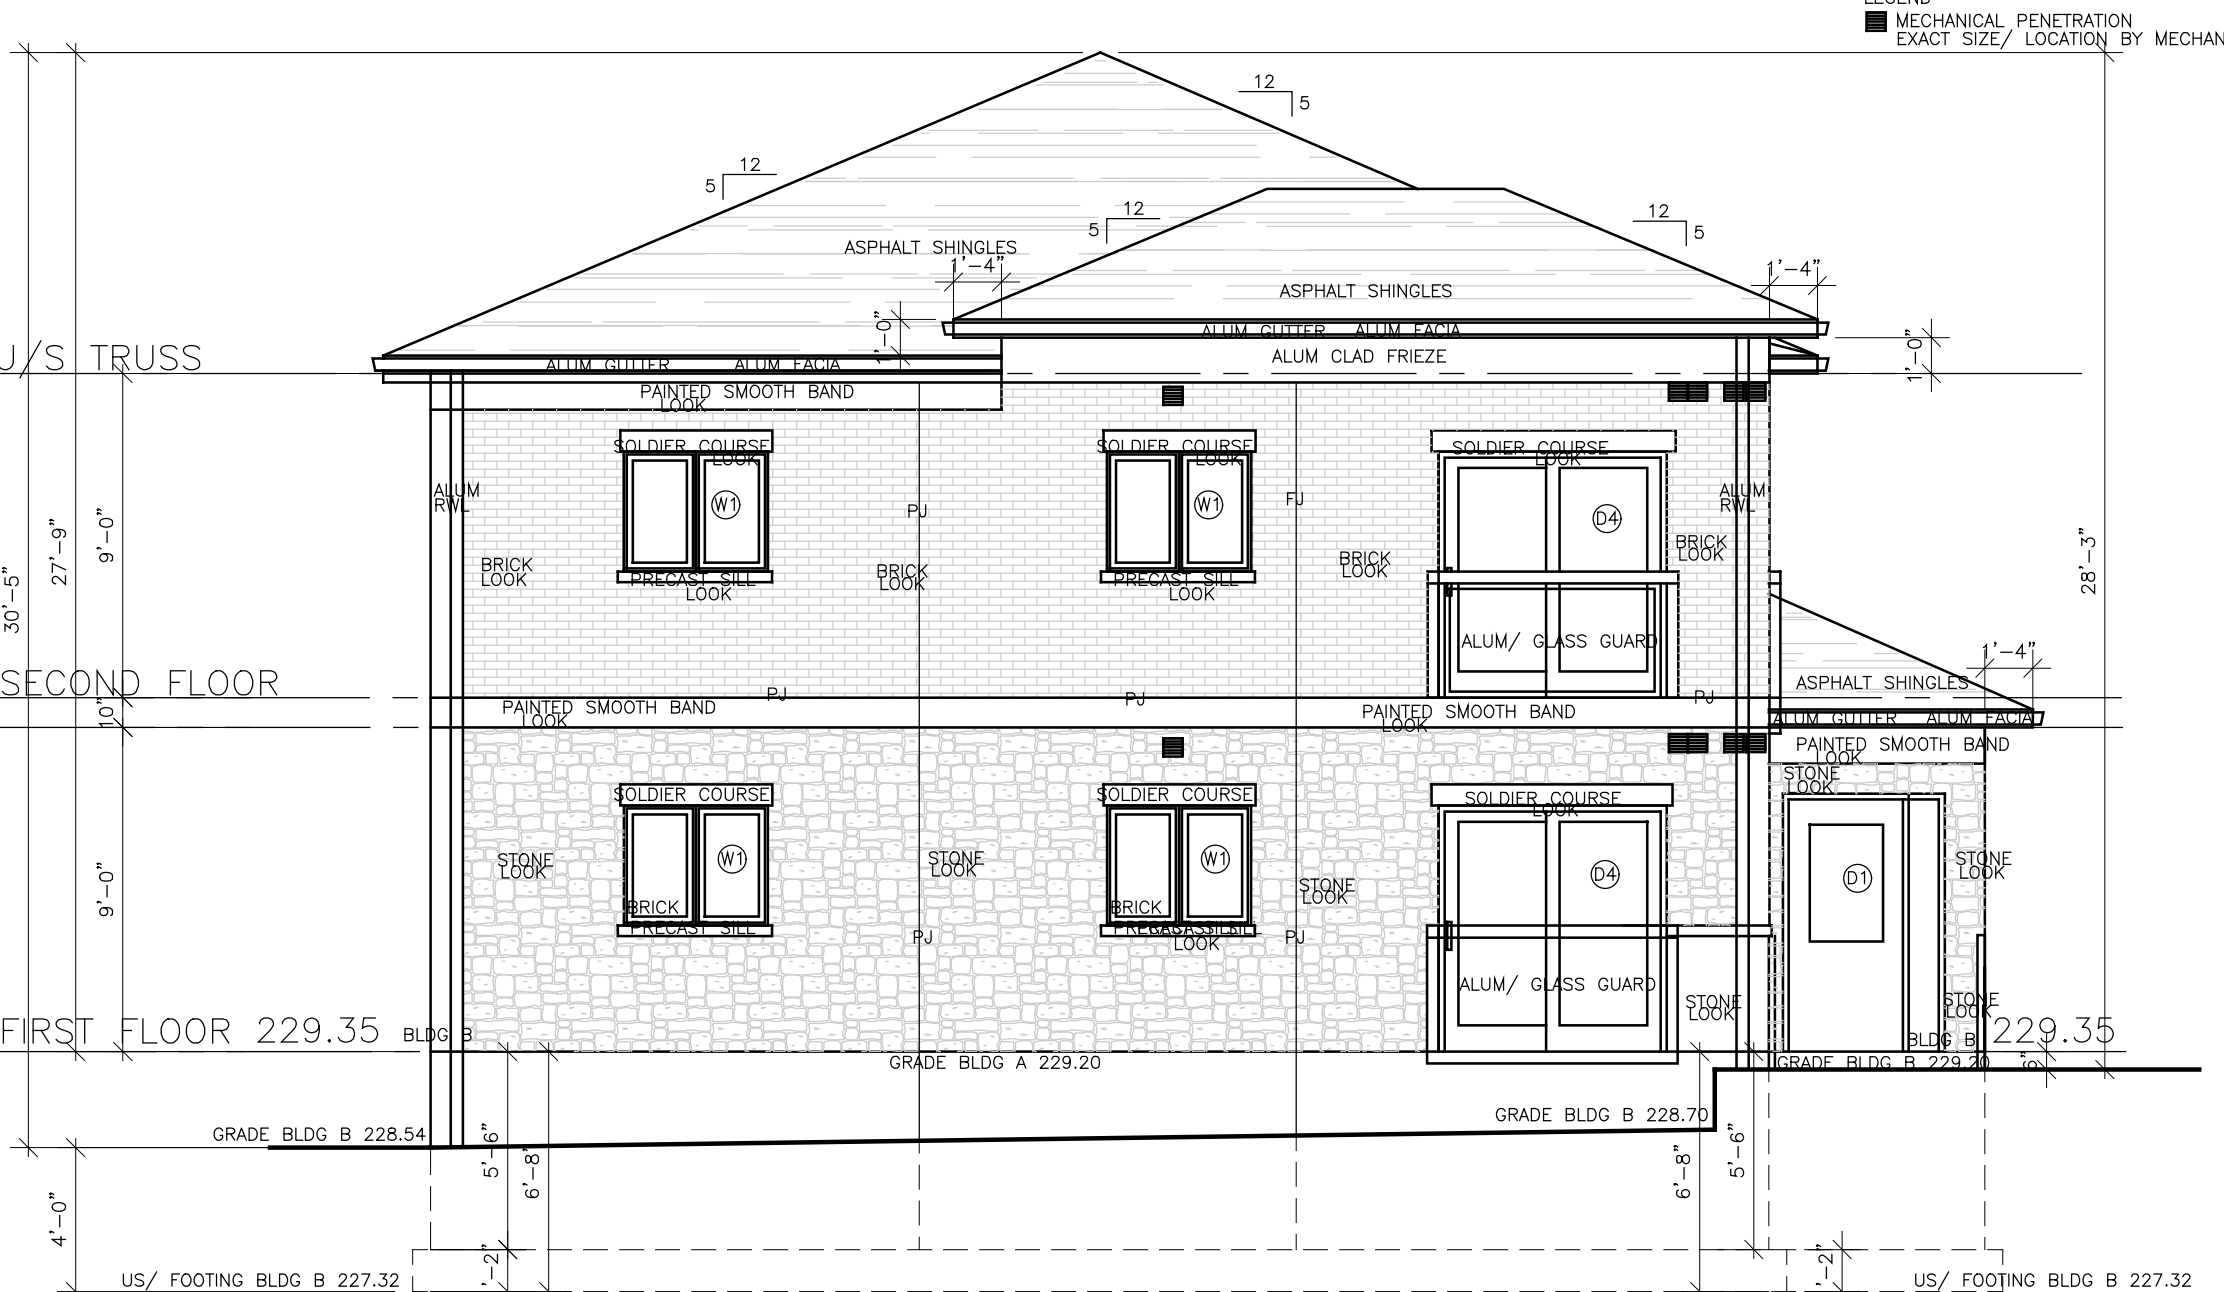 MECHANICAL PENETRATION
EXACT SIZE/ LOCATION BY MECHAN
12
5
12
5
12
5
12
5
ASPHALT SHINGLES
1'-4"
1'-4"
ASPHALT SHINGLES
1'-0"
ALUM GUTTER ALUM FACIA
ALUM CLAD FRIEZE
1'-0"
U/S TRUSS
ALUM GUTTER ALUM FACIA
PAINTED SMOOTH BAND
LOOK
SOLDIER COURSE
LOOK
SOLDIER COURSE
LOOK
SOLDIER COURSE
LOOK
ALUM
RWL
W1
PJ
W1
FJ
D4
ALUM
RWL
30'-5"
27'-9"
9'-0"
28'-3"
BRICK
LOOK
BRICK
LOOK
BRICK
LOOK
BRICK
LOOK
PRECAST SILL
LOOK
PRECAST SILL
LOOK
ALUM/ GLASS GUARD
1'-4"
SECOND FLOOR
ASPHALT SHINGLES
PJ
PJ
PJ
10"
PAINTED SMOOTH BAND
LOOK
PAINTED SMOOTH BAND
LOOK
ALUM GUTTER ALUM FACIA
PAINTED SMOOTH BAND
LOOK
STONE
LOOK
SOLDIER COURSE
SOLDIER COURSE
SOLDIER COURSE
LOOK
9'-0"
STONE
LOOK
W1
STONE
LOOK
W1
STONE
LOOK
D4
D1
STONE
LOOK
BRICK
PRECAST SILL
BRICK
PRECAST SILL
LOOK
PJ
PJ
ALUM/ GLASS GUARD
STONE
LOOK
STONE
LOOK
FIRST FLOOR 229.35
BLDG B
BLDG B
229.35
GRADE BLDG A 229.20
GRADE BLDG B 229.20
6"
GRADE BLDG B 228.54
GRADE BLDG B 228.70
5'-6"
6'-8"
6'-8"
5'-6"
4'-0"
'-2"
'-2"
US/ FOOTING BLDG B 227.32
US/ FOOTING BLDG B 227.32